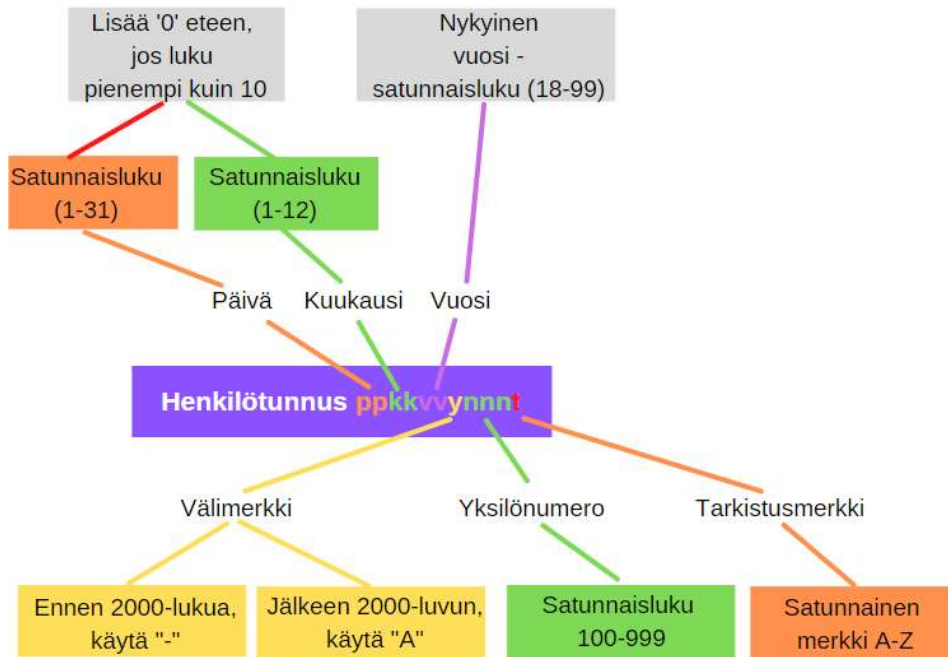 Lisää '0' eteen,
jos luku
pienempi kuin 10
Nykyinen
vuosi -
satunnaisluku (18-99)
Satunnaisluku
(1-31)
Satunnaisluku
(1-12)
Päivä
Kuukausi
Vuosi
Henkilötunnus ppkkvvynnnt
Välimerkki
Yksilönumero
Tarkistusmerkki
Ennen 2000-lukua,
käytä "-"
Jälkeen 2000-luvun,
käytä "A"
Satunnaisluku
100-999
Satunnainen
merkki A-Z